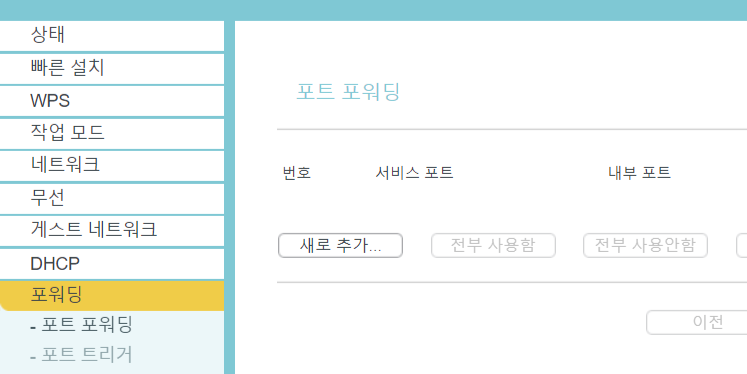 상태
빠른 설치
WPS
작업 모드
네트워크
무선
게스트 네트워크
DHCP
포워딩
- 포트 포워딩
- 포트 트리거
포트 포워딩
번호 서비스 포트 내부 포트
새로 추가... 전부 사용함 전부 사용안함
이전